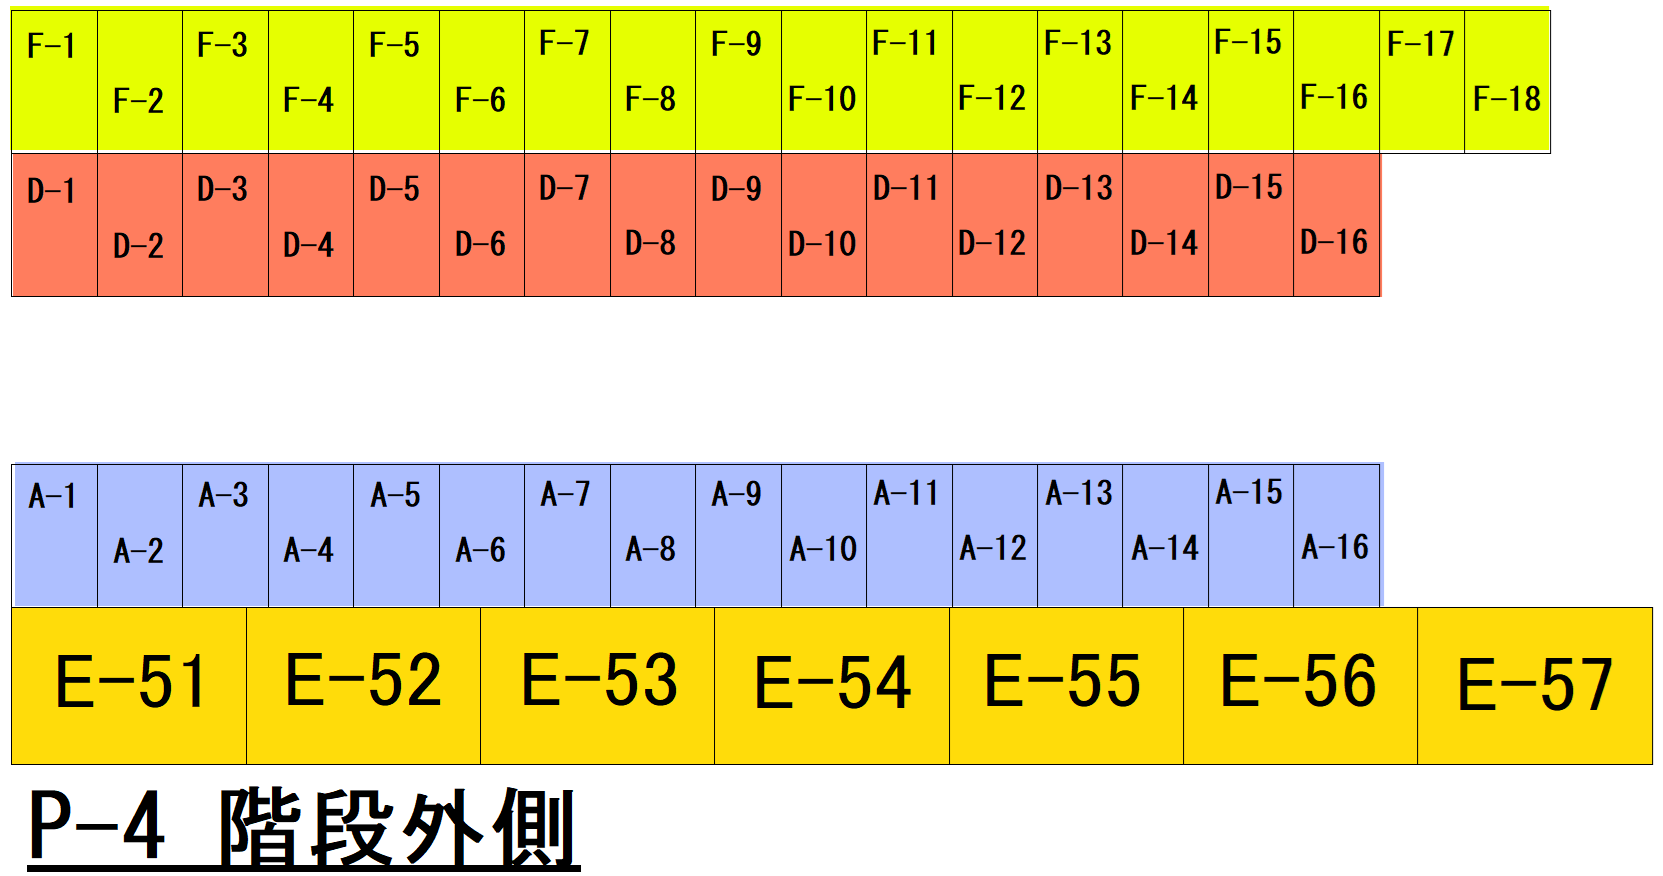 F-1 F-2 F-3 F-4 F-5 F-6 F-7 F-8 F-9 F-10 F-11 F-12 F-13 F-14 F-15 F-16 F-17 F-18
D-1 D-2 D-3 D-4 D-5 D-6 D-7 D-8 D-9 D-10 D-11 D-12 D-13 D-14 D-15 D-16
A-1 A-2 A-3 A-4 A-5 A-6 A-7 A-8 A-9 A-10 A-11 A-12 A-13 A-14 A-15 A-16
E-51 E-52 E-53 E-54 E-55 E-56 E-57
P-4 階段外側